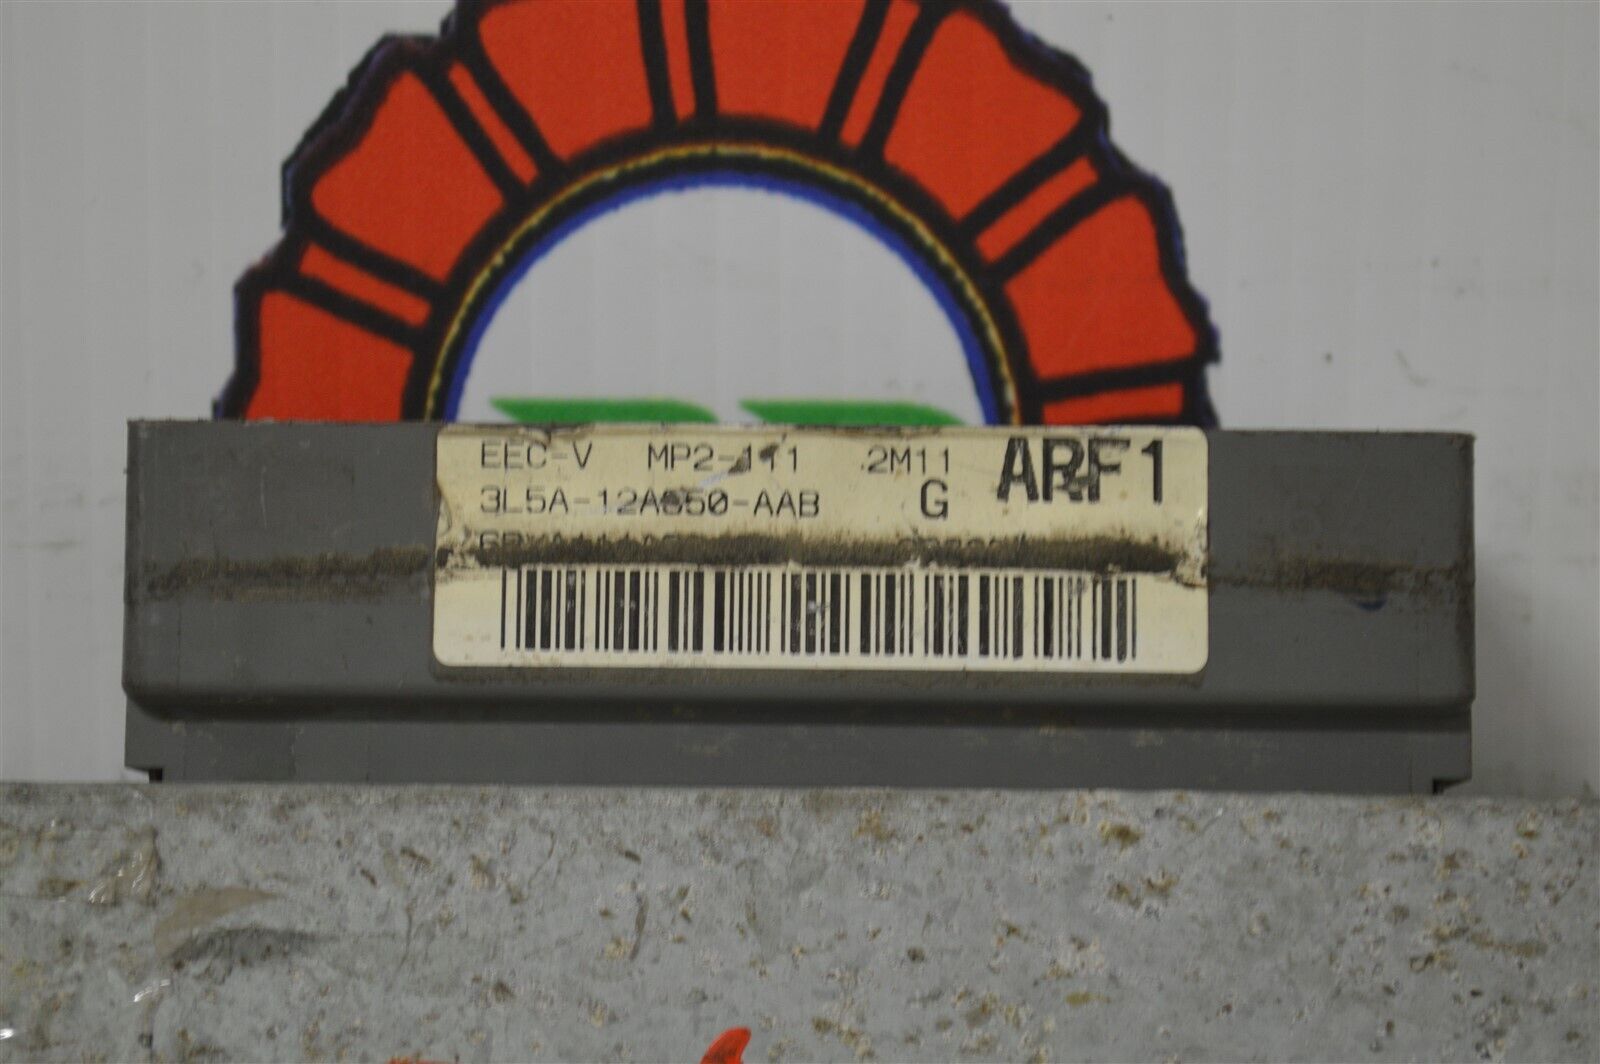 EEC-V MP2-111 2M11 ARF1
3L5A-12A650-AAB G